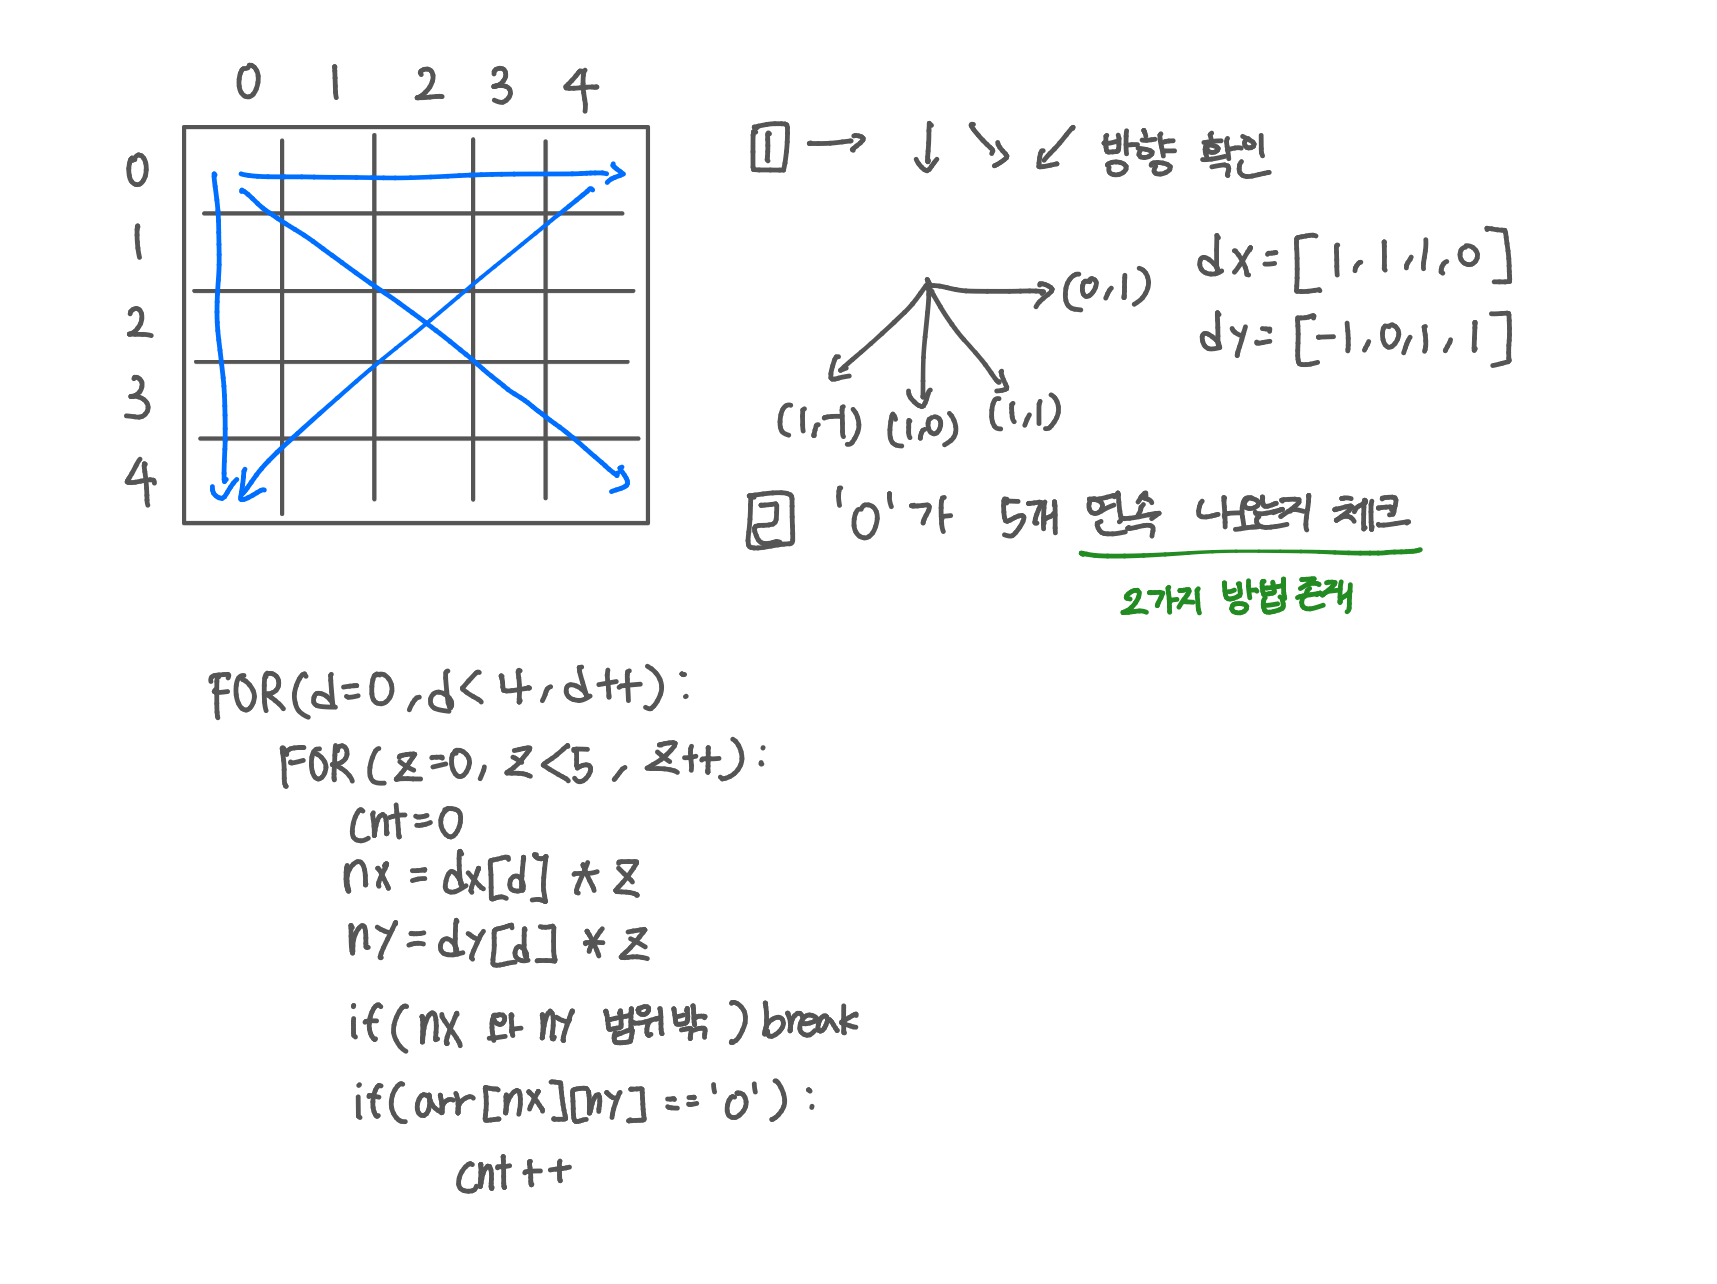 0 1 2 3 4
0
1
2
3
4
1 → ↓ ↘ ↙ 방향 확인
(0,1)
(1,-1) (1,0) (1,1)
dx=[1,1,1,0]
dy=[-1,0,1,1]
2 'O'가 5개 연속 나오는지 체크
2가지 방법존재
FOR(d=0,d<4,d++):
FOR(z=0,z<5,z++):
cnt=0
nx=dx[d]*z
ny=dy[d]*z
if(nx와 ny 범위밖)break
if(arr[nx][ny]=='o'):
cnt++